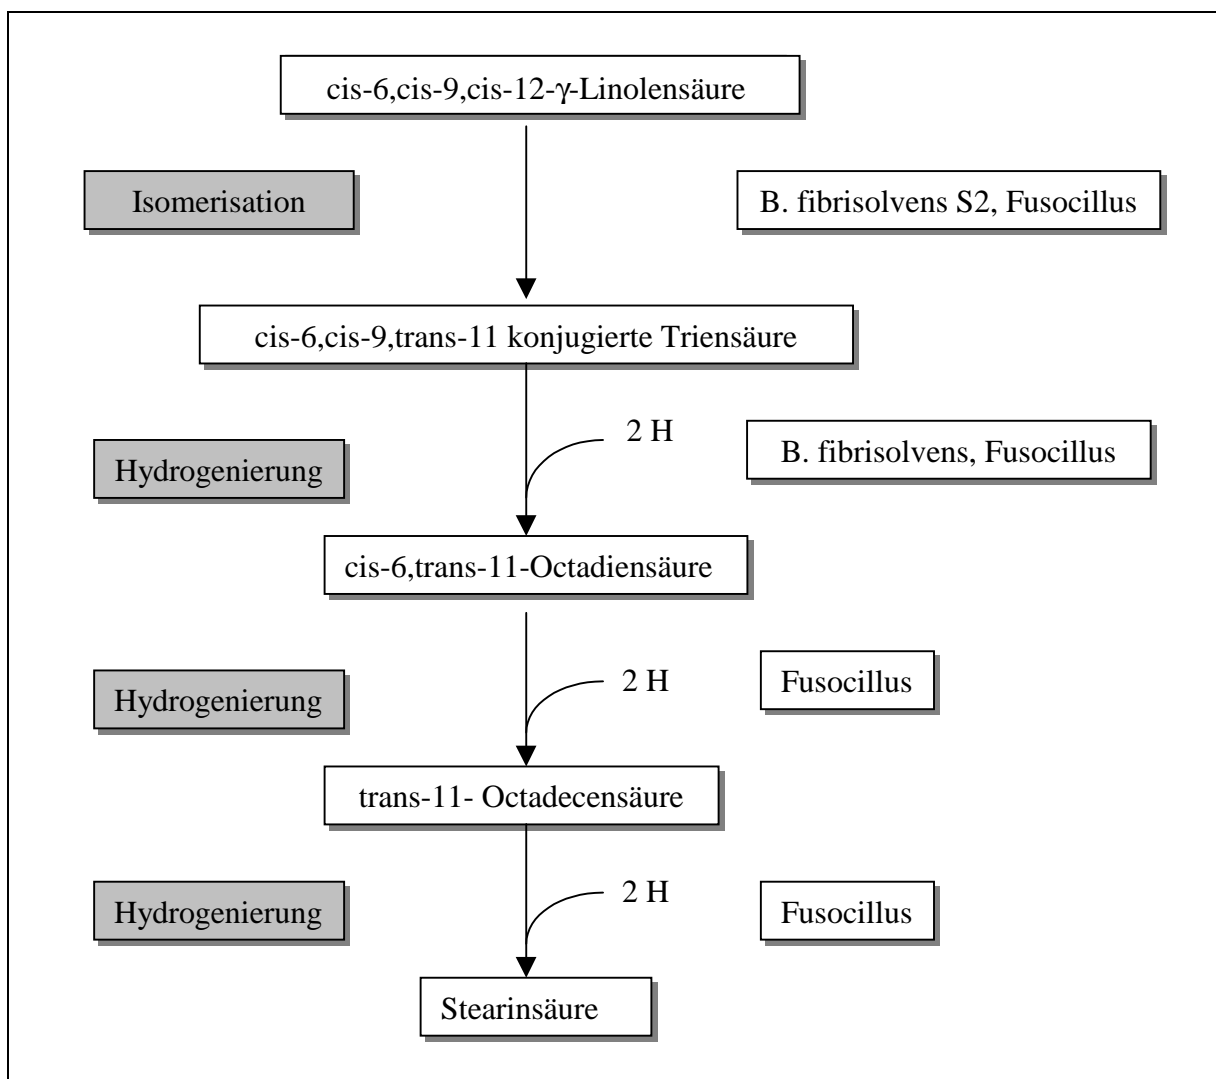 cis-6,cis-9,cis-12-γ-Linolensäure
Isomerisation
B. fibrisolvens S2, Fusocillus
cis-6,cis-9,trans-11 konjugierte Triensäure
2 H
Hydrogenierung
B. fibrisolvens, Fusocillus
cis-6,trans-11-Octadiensäure
Hydrogenierung
2 H
Fusocillus
trans-11- Octadecensäure
Hydrogenierung
2 H
Fusocillus
Stearinsäure